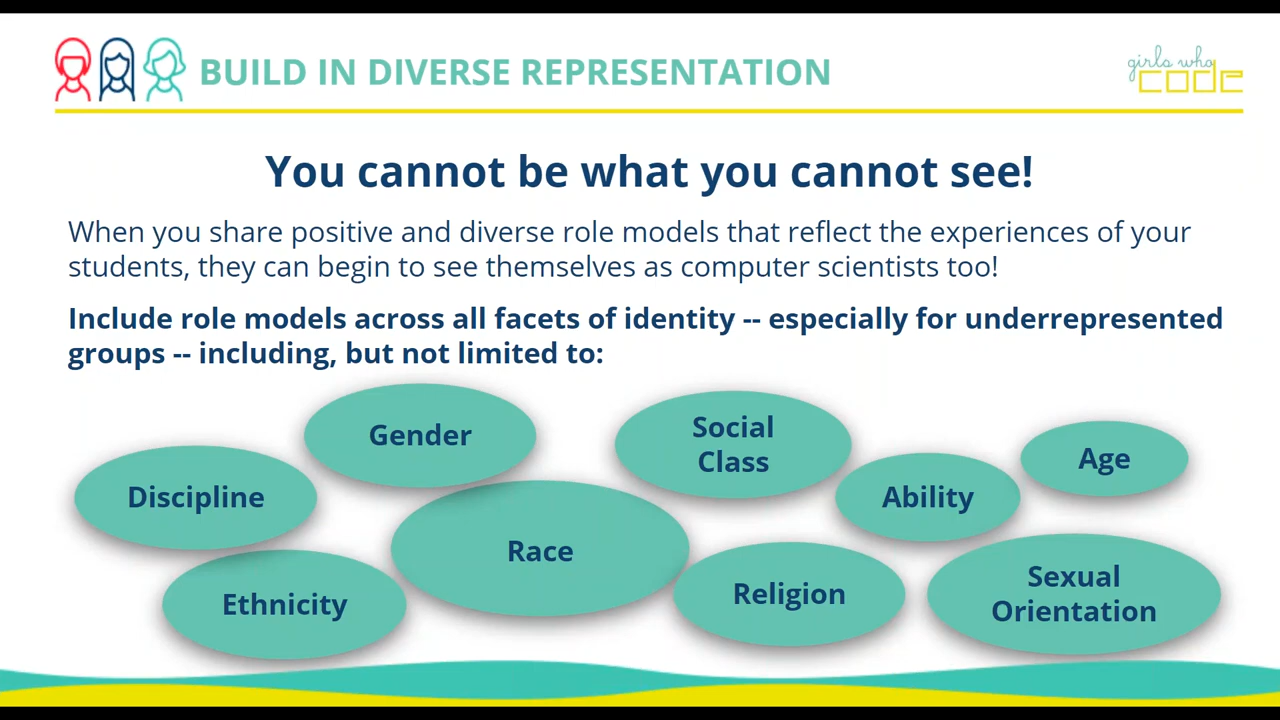 BUILD IN DIVERSE REPRESENTATION
girls who
code
You cannot be what you cannot see!
When you share positive and diverse role models that reflect the experiences of your
students, they can begin to see themselves as computer scientists too!
Include role models across all facets of identity -- especially for underrepresented
groups -- including, but not limited to:
Gender
Social
Class
Age
Discipline
Ability
Race
Ethnicity
Religion
Sexual
Orientation